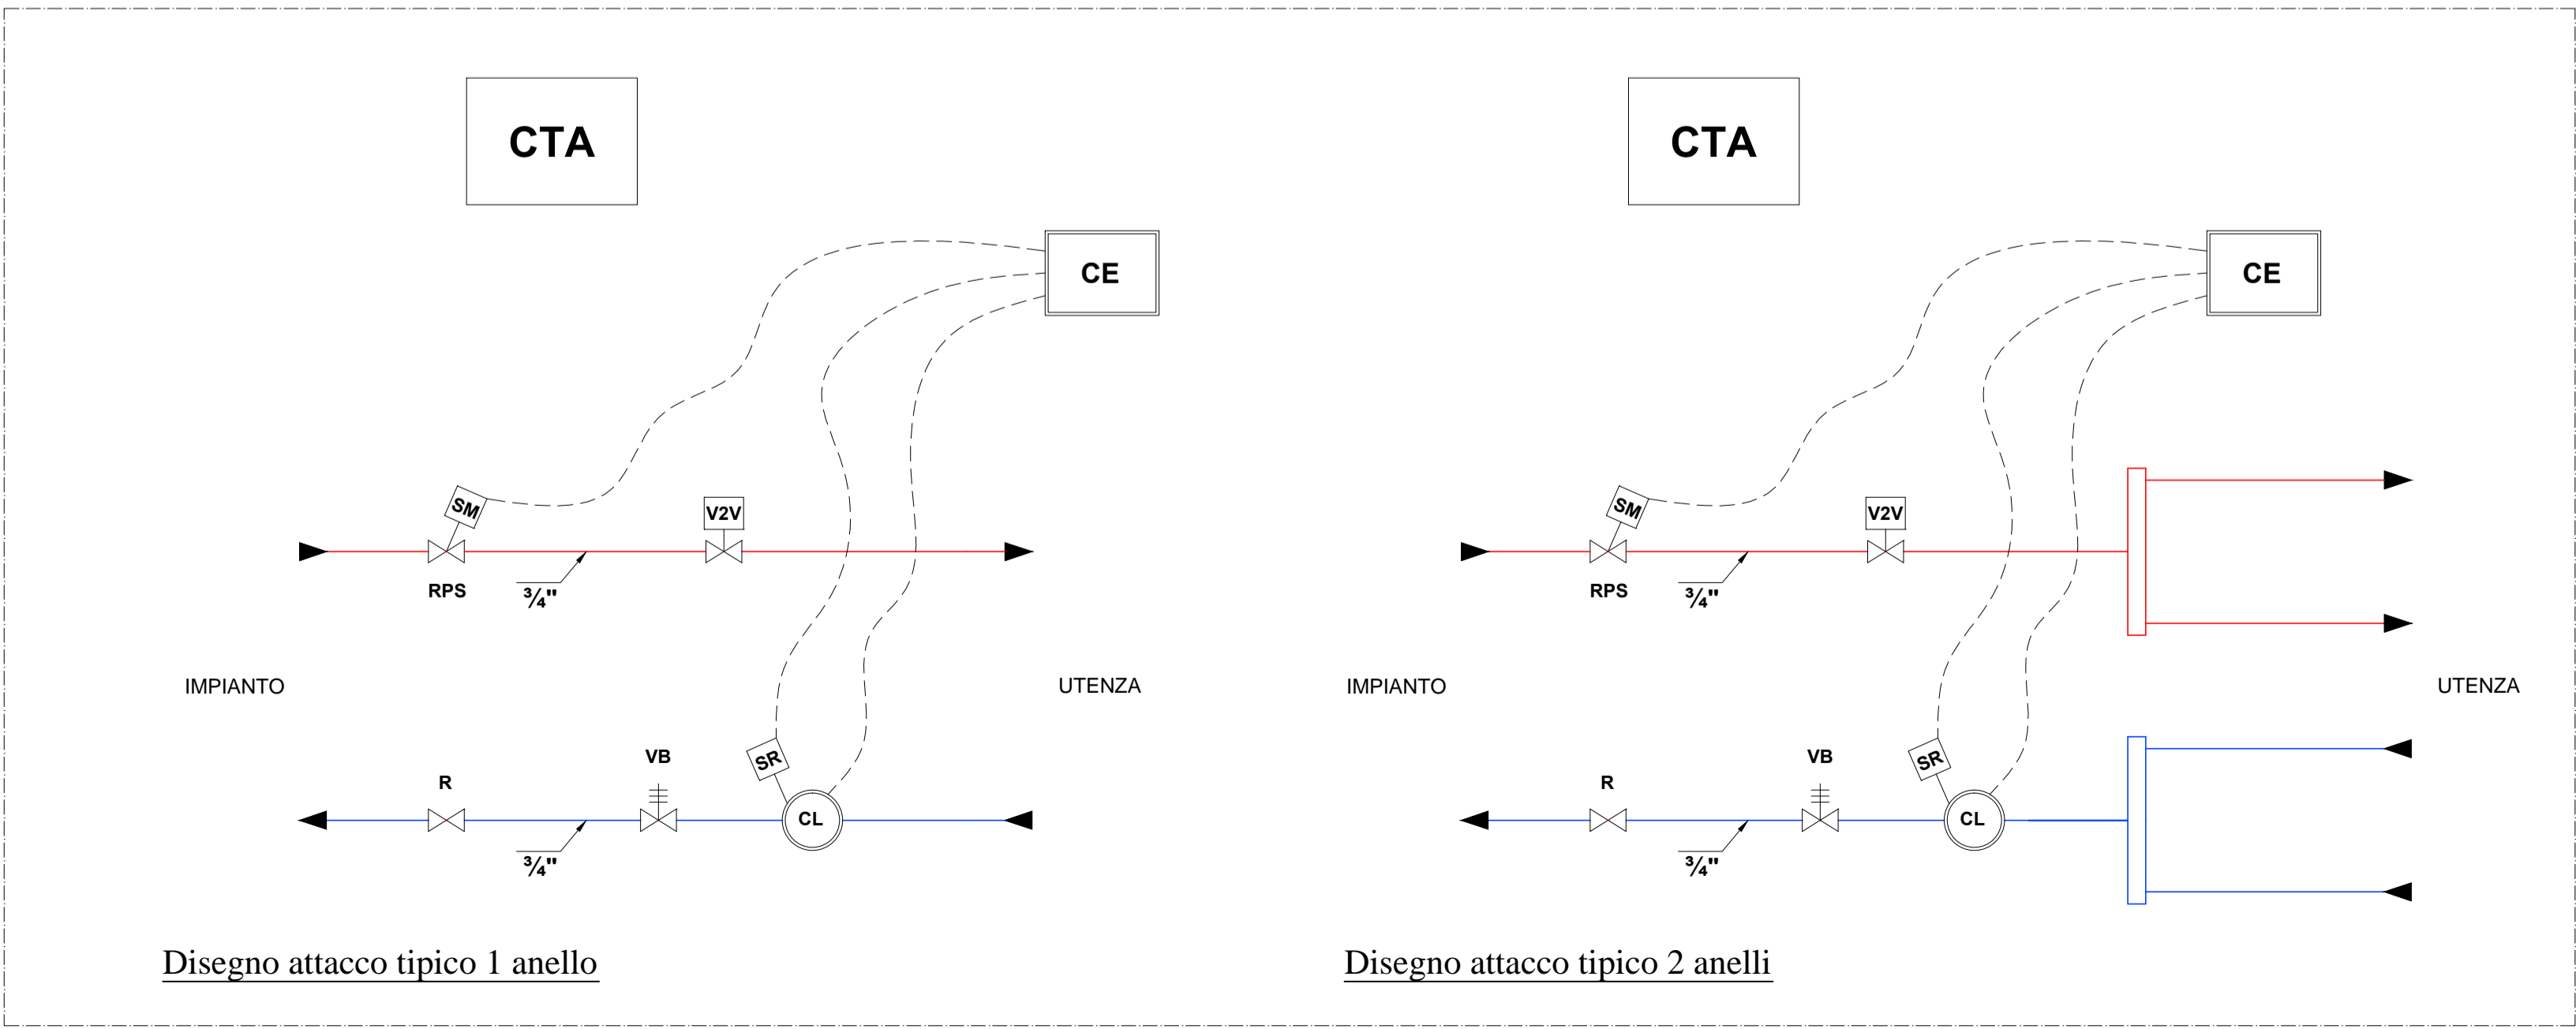 CTA
CE
SM
V2V
RPS
¾"
IMPIANTO
UTENZA
SR
VB
R
CL
¾"
Disegno attacco tipico 1 anello
CTA
CE
SM
V2V
RPS
¾"
IMPIANTO
UTENZA
SR
VB
R
CL
¾"
Disegno attacco tipico 2 anelli